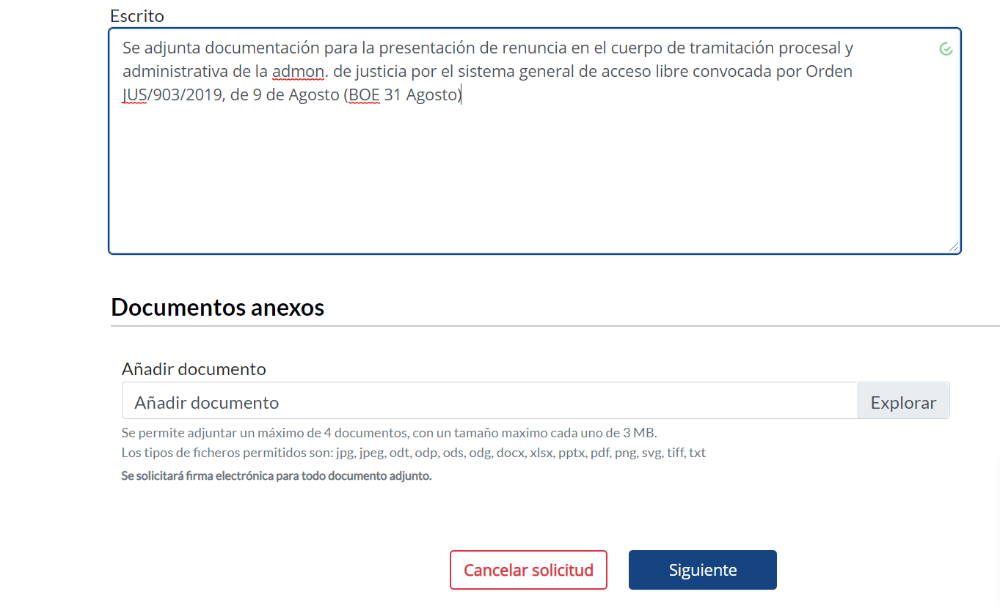 Escrito
Se adjunta documentación para la presentación de renuncia en el cuerpo de tramitación procesal y
administrativa de la admon. de justicia por el sistema general de acceso libre convocada por Orden
JUS/903/2019, de 9 de Agosto (BOE 31 Agosto)
Documentos anexos
Añadir documento
Añadir documento
Explorar
Se permite adjuntar un máximo de 4 documentos, con un tamaño maximo cada uno de 3 MB.
Los tipos de ficheros permitidos son: jpg, jpeg, odt, odp, ods, odg, docx, xlsx, pptx, pdf, png, svg, tiff, txt
Se solicitará firma electrónica para todo documento adjunto.
Cancelar solicitud
Siguiente